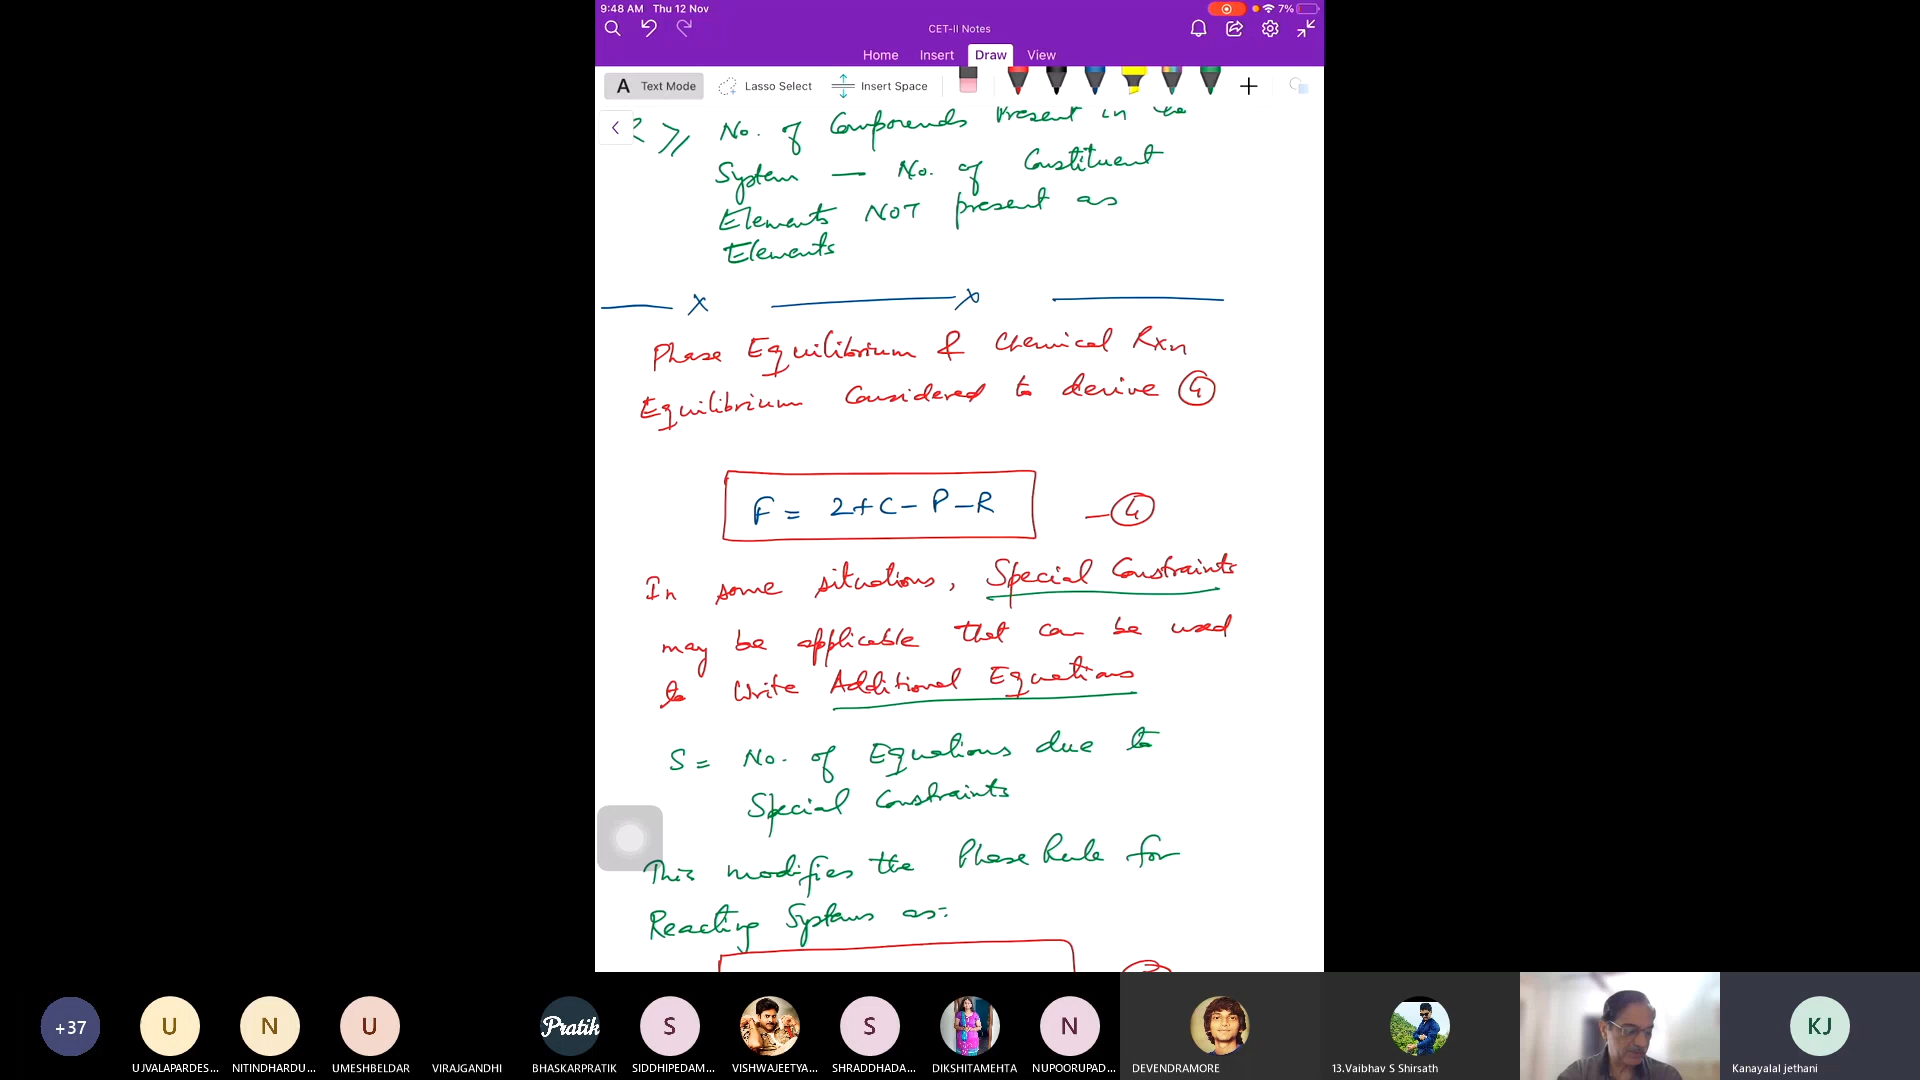 9:48 AM Thu 12 Nov
7%
CET-II Notes
Home Insert Draw View
A Text Mode Lasso Select Insert Space
≥ No. of Compounds Present in the
System — No. of Constituent
Elements NOT present as
Elements
x x
Phase Equilibrium & Chemical Rxn
Equilibrium Considered to derive 4
F = 2+C-P-R — 4
In some situations, Special Constraints
may be applicable that can be used
to Write Additional Equations
S = No. of Equations due to
Special Constraints
This modifies the Phase Rule for
Reacting Systems as:
+37
U N U Pratik S S N KJ
UJVALAPARDES... NITINDHARDU... UMESHBELDAR VIRAJGANDHI BHASKARPRATIK SIDDHIPEDAM... VISHWAJEETYA... SHRADDHADA... DIKSHITAMEHTA NUPOORUPAD... DEVENDRAMORE 13.Vaibhav S Shirsath Kanayalal jethani